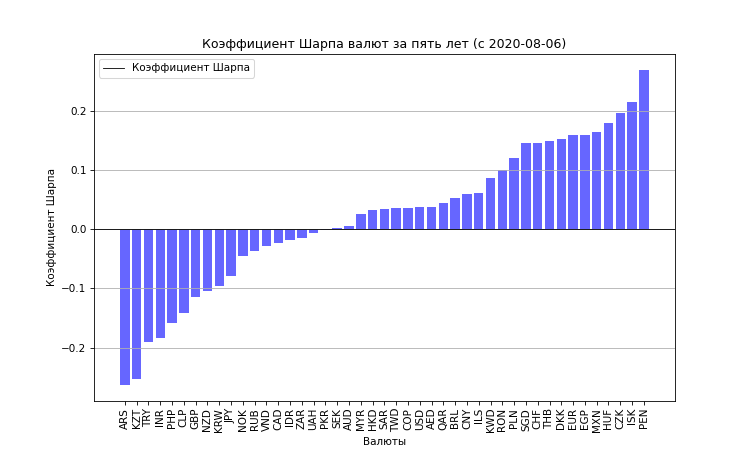 Коэффициент Шарпа валют за пять лет (с 2020-08-06)
Коэффициент Шарпа
Коэффициент Шарпа
0.2
0.1
0.0
−0.1
−0.2
ARS KZT TRY INR PHP CLP GBP NZD KRW JPY NOK RUB VND CAD IDR ZAR UAH PKR SEK AUD MYR HKD SAR TWD COP USD AED QAR BRL CNY ILS KWD RON PLN SGD CHF THB DKK EUR EGP MXN HUF CZK ISK PEN
Валюты